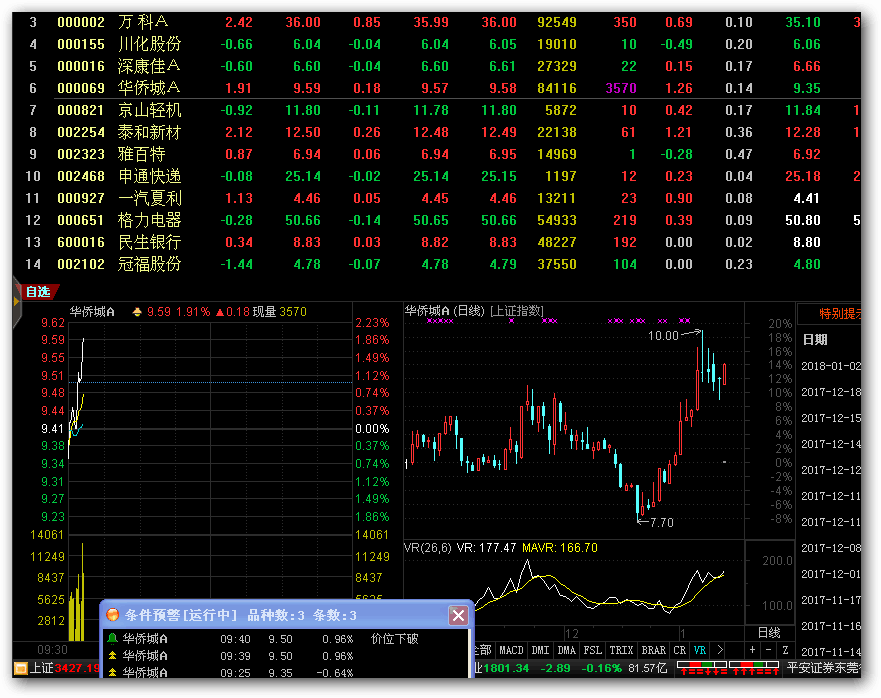 3 000002 万 科A 2.42 36.00 0.85 35.99 36.00 92549 350 0.69 0.10 35.10
4 000155 川化股份 -0.66 6.04 -0.04 6.04 6.05 19010 10 -0.49 0.20 6.06
5 000016 深康佳A -0.60 6.60 -0.04 6.60 6.61 27329 22 0.15 0.17 6.66
6 000069 华侨城A 1.91 9.59 0.18 9.57 9.58 84116 3570 1.26 0.14 9.35
7 000821 京山轻机 -0.92 11.80 -0.11 11.78 11.80 5872 10 0.42 0.17 11.84
8 002254 泰和新材 2.12 12.50 0.26 12.48 12.49 22138 61 1.21 0.36 12.28
9 002323 雅百特 0.87 6.94 0.06 6.94 6.95 14969 1 -0.28 0.47 6.92
10 002468 申通快递 -0.08 25.14 -0.02 25.14 25.15 1197 12 0.23 0.04 25.18
11 000927 一汽夏利 1.13 4.46 0.05 4.45 4.46 13211 23 0.90 0.08 4.41
12 000651 格力电器 -0.28 50.66 -0.14 50.65 50.66 54933 219 0.39 0.09 50.80
13 600016 民生银行 0.34 8.83 0.03 8.82 8.83 48227 192 0.00 0.02 8.80
14 002102 冠福股份 -1.44 4.78 -0.07 4.78 4.79 37550 104 0.00 0.23 4.80
自选
华侨城A 9.59 1.91% ▲0.18 现量 3570
9.62 2.23%
9.59 1.86%
9.55 1.49%
9.51 1.12%
9.48 0.74%
9.44 0.37%
9.41 0.00%
9.38 0.37%
9.34 0.74%
9.31 1.12%
9.27 1.49%
9.23 1.86%
14061 14061
11249 11249
8437 8437
5625 5625
2812
09:30
华侨城A (日线) [上证指数]
10.00
7.70
20%
18%
16%
14%
12%
10%
8%
6%
4%
2%
0%
-2%
-4%
-6%
-8%
VR(26,6) VR: 177.47 MAVR: 166.70
200.0
100.0
12 1 日线
全部 MACD DMI DMA FSL TRIX BRAR CR VR > + - Z
特别提示
日期
2018-01-02
2017-12-18
2017-12-15
2017-12-14
2017-12-12
2017-12-11
2017-12-11
2017-12-08
2017-12-01
2017-11-17
2017-11-16
2017-11-14
条件预警[运行中] 品种数:3 条数:3
华侨城A 09:40 9.50 0.96% 价位下破
华侨城A 09:39 9.50 0.96%
华侨城A 09:25 9.35 -0.64%
上证 3427.19
业 1801.34 -2.89 -0.16% 81.57亿 平安证券东莞